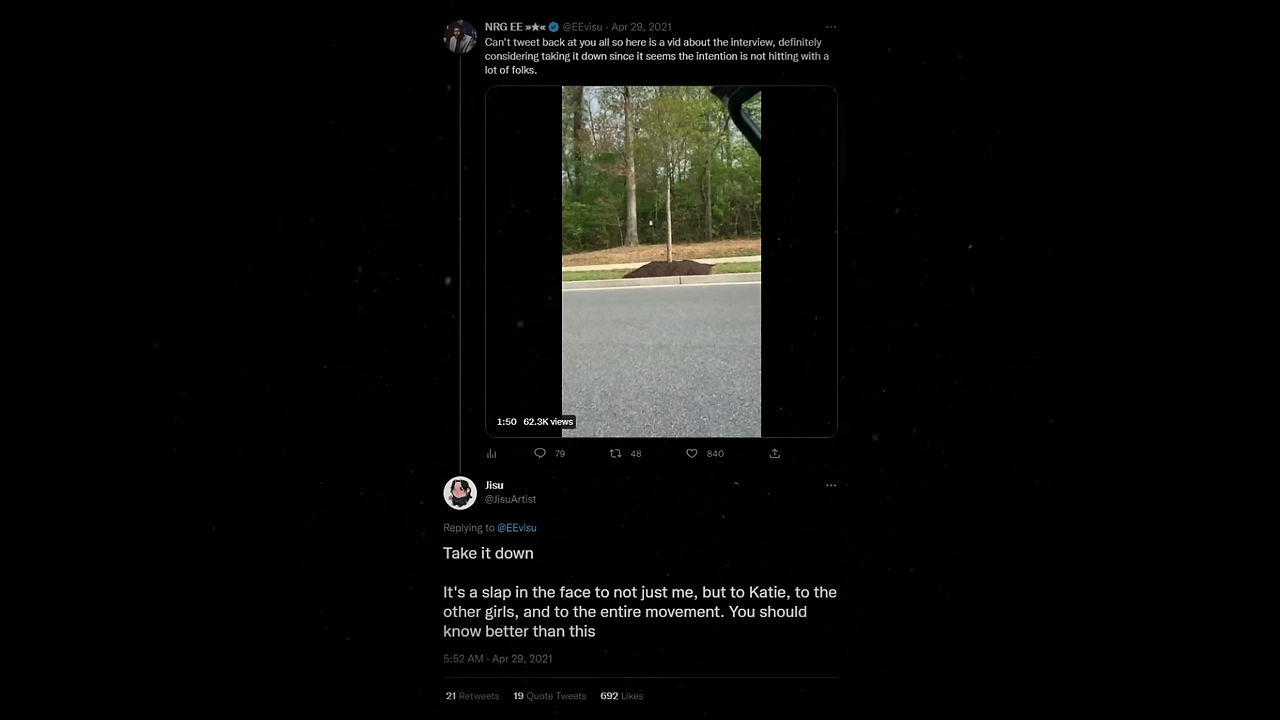 NRG EE »★« @EEvisu · Apr 29, 2021
Can't tweet back at you all so here is a vid about the interview, definitely
considering taking it down since it seems the intention is not hitting with a
lot of folks.
1:50 62.3K views
79 48 840
Jisu
@JisuArtist
Replying to @EEvisu
Take it down
It's a slap in the face to not just me, but to Katie, to the
other girls, and to the entire movement. You should
know better than this
5:52 AM · Apr 29, 2021
21 Retweets 19 Quote Tweets 692 Likes